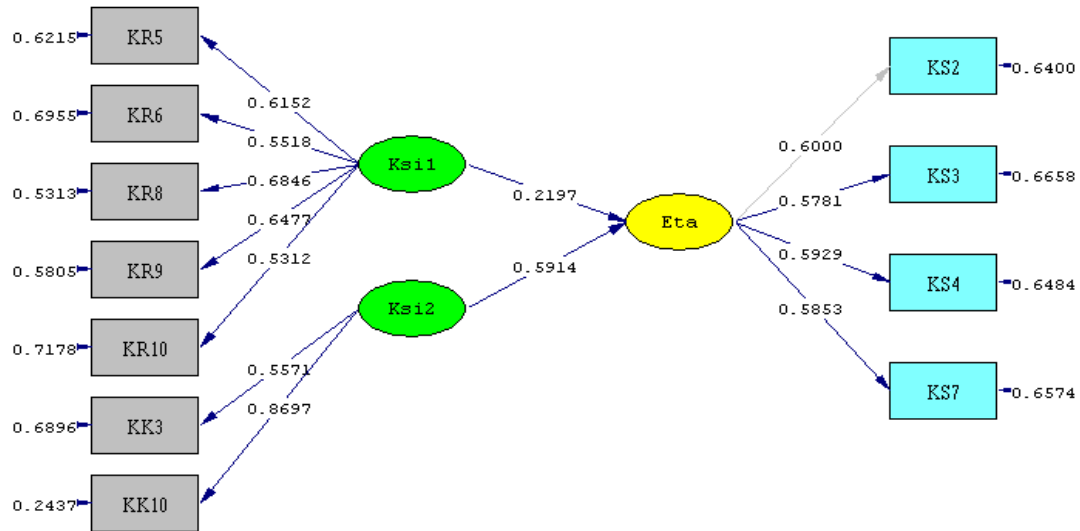 0.6215 KR5
0.6955 KR6
0.5313 KR8
0.5805 KR9
0.7178 KR10
0.6896 KK3
0.2437 KK10
0.6152
0.5518
0.6846
0.6477
0.5312
0.5571
0.8697
Ksi1
Ksi2
0.2197
0.5914
Eta
0.6000
0.5781
0.5929
0.5853
KS2 0.6400
KS3 0.6658
KS4 0.6484
KS7 0.6574